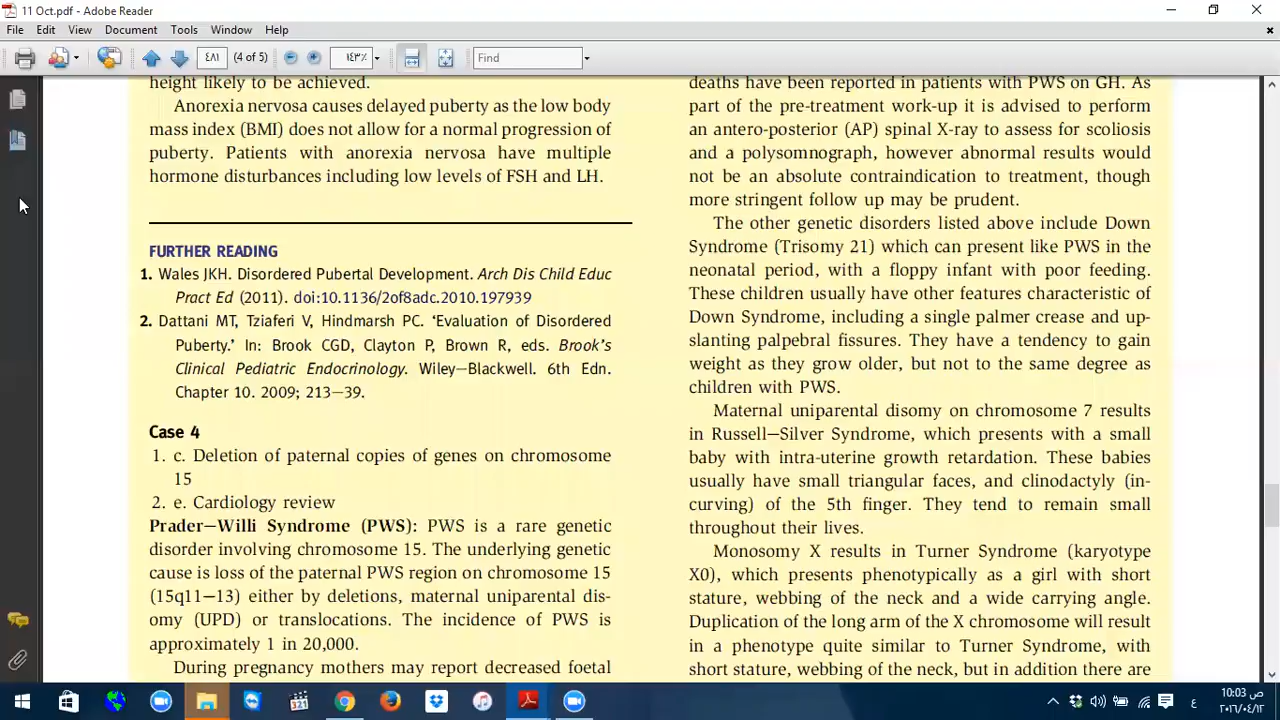 11 Oct.pdf - Adobe Reader
File Edit View Document Tools Window Help
٤٨١ (4 of 5) ١٤٣% Find
height likely to be achieved.
Anorexia nervosa causes delayed puberty as the low body
mass index (BMI) does not allow for a normal progression of
puberty. Patients with anorexia nervosa have multiple
hormone disturbances including low levels of FSH and LH.
FURTHER READING
1. Wales JKH. Disordered Pubertal Development. Arch Dis Child Educ
Pract Ed (2011). doi:10.1136/2of8adc.2010.197939
2. Dattani MT, Tziaferi V, Hindmarsh PC. ‘Evaluation of Disordered
Puberty.’ In: Brook CGD, Clayton P, Brown R, eds. Brook’s
Clinical Pediatric Endocrinology. Wiley—Blackwell. 6th Edn.
Chapter 10. 2009; 213—39.
Case 4
1. c. Deletion of paternal copies of genes on chromosome
15
2. e. Cardiology review
Prader—Willi Syndrome (PWS): PWS is a rare genetic
disorder involving chromosome 15. The underlying genetic
cause is loss of the paternal PWS region on chromosome 15
(15q11—13) either by deletions, maternal uniparental dis-
omy (UPD) or translocations. The incidence of PWS is
approximately 1 in 20,000.
During pregnancy mothers may report decreased foetal
deaths have been reported in patients with PWS on GH. As
part of the pre-treatment work-up it is advised to perform
an antero-posterior (AP) spinal X-ray to assess for scoliosis
and a polysomnograph, however abnormal results would
not be an absolute contraindication to treatment, though
more stringent follow up may be prudent.
The other genetic disorders listed above include Down
Syndrome (Trisomy 21) which can present like PWS in the
neonatal period, with a floppy infant with poor feeding.
These children usually have other features characteristic of
Down Syndrome, including a single palmer crease and up-
slanting palpebral fissures. They have a tendency to gain
weight as they grow older, but not to the same degree as
children with PWS.
Maternal uniparental disomy on chromosome 7 results
in Russell—Silver Syndrome, which presents with a small
baby with intra-uterine growth retardation. These babies
usually have small triangular faces, and clinodactyly (in-
curving) of the 5th finger. They tend to remain small
throughout their lives.
Monosomy X results in Turner Syndrome (karyotype
X0), which presents phenotypically as a girl with short
stature, webbing of the neck and a wide carrying angle.
Duplication of the long arm of the X chromosome will result
in a phenotype quite similar to Turner Syndrome, with
short stature, webbing of the neck, but in addition there are
321
ع
10:03 ص
٢٠١٦/٠٤/١٢